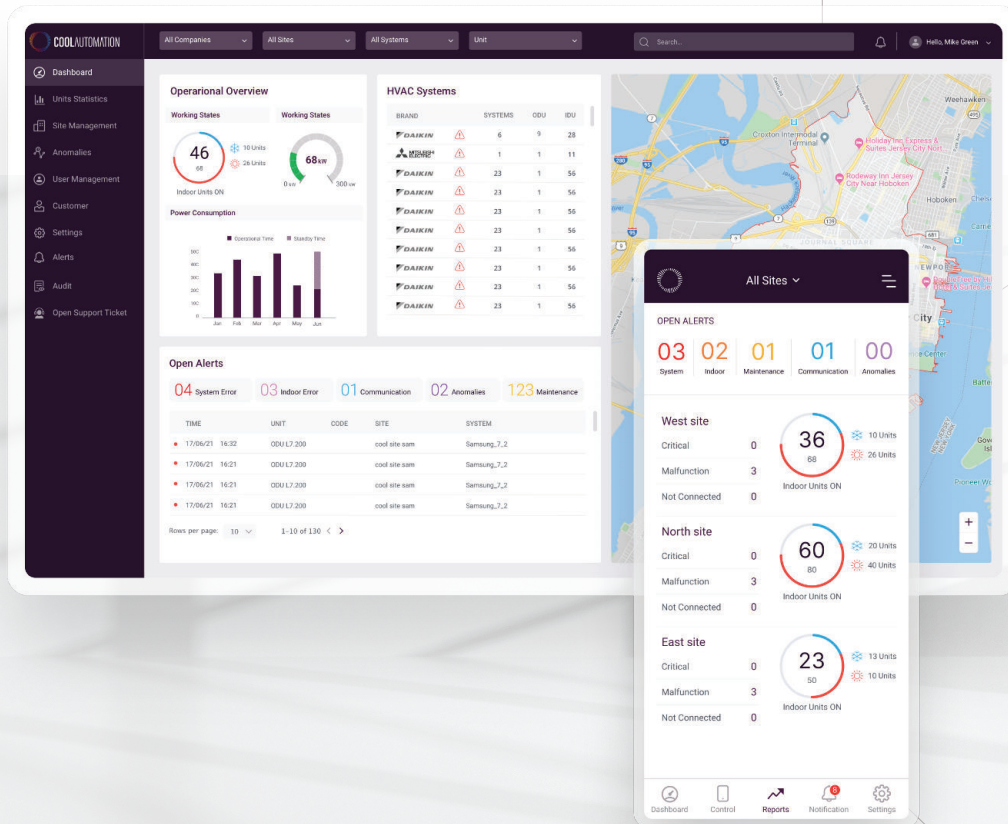 COOLAUTOMATION
All Companies
All Sites
All Systems
Unit
Search...
Hello, Mike Green
Dashboard
Units Statistics
Site Management
Anomalies
User Management
Customer
Settings
Alerts
Audit
Open Support Ticket
Operarional Overview
Working States
Working States
46
68
10 Units
26 Units
Indoor Units ON
68 kW
0 kW
300 kW
Power Consumption
Operational Time
Standby Time
0
Jan Feb Mar Apr May Jun
HVAC Systems
BRAND SYSTEMS ODU IDU
DAIKIN 6 9 28
MITSUBISHI ELECTRIC 1 1 11
DAIKIN 23 1 56
DAIKIN 23 1 56
DAIKIN 23 1 56
DAIKIN 23 1 56
DAIKIN 23 1 56
DAIKIN 23 1 56
DAIKIN 23 1 56
Open Alerts
04 System Error
03 Indoor Error
01 Communication
02 Anomalies
123 Maintenance
TIME UNIT CODE SITE SYSTEM
17/06/21 16:32 ODU L7.200 cool site sam Samsung_7_2
17/06/21 16:21 ODU L7.200 cool site sam Samsung_7_2
17/06/21 16:21 ODU L7.200 cool site sam Samsung_7_2
17/06/21 16:21 ODU L7.200 cool site sam Samsung_7_2
Rows per page: 10 1-10 of 130
Weehawken
495
Croxton Intermodal
Terminal
Holiday Inn Express &
Suites Jersey City North
Rodeway Inn Jersey
City Near Hoboken
Hoboken
JOURNAL SQUARE
City
+
−
All Sites
OPEN ALERTS
03 02 01 01 00
System Indoor Maintenance Communication Anomalies
West site
Critical 0
Malfunction 3
Not Connected 0
36
68
10 Units
26 Units
Indoor Units ON
North site
Critical 0
Malfunction 3
Not Connected 0
60
80
20 Units
40 Units
Indoor Units ON
East site
Critical 0
Malfunction 3
Not Connected 0
23
50
13 Units
10 Units
Indoor Units ON
Dashboard
Control
Reports
Notification
Settings